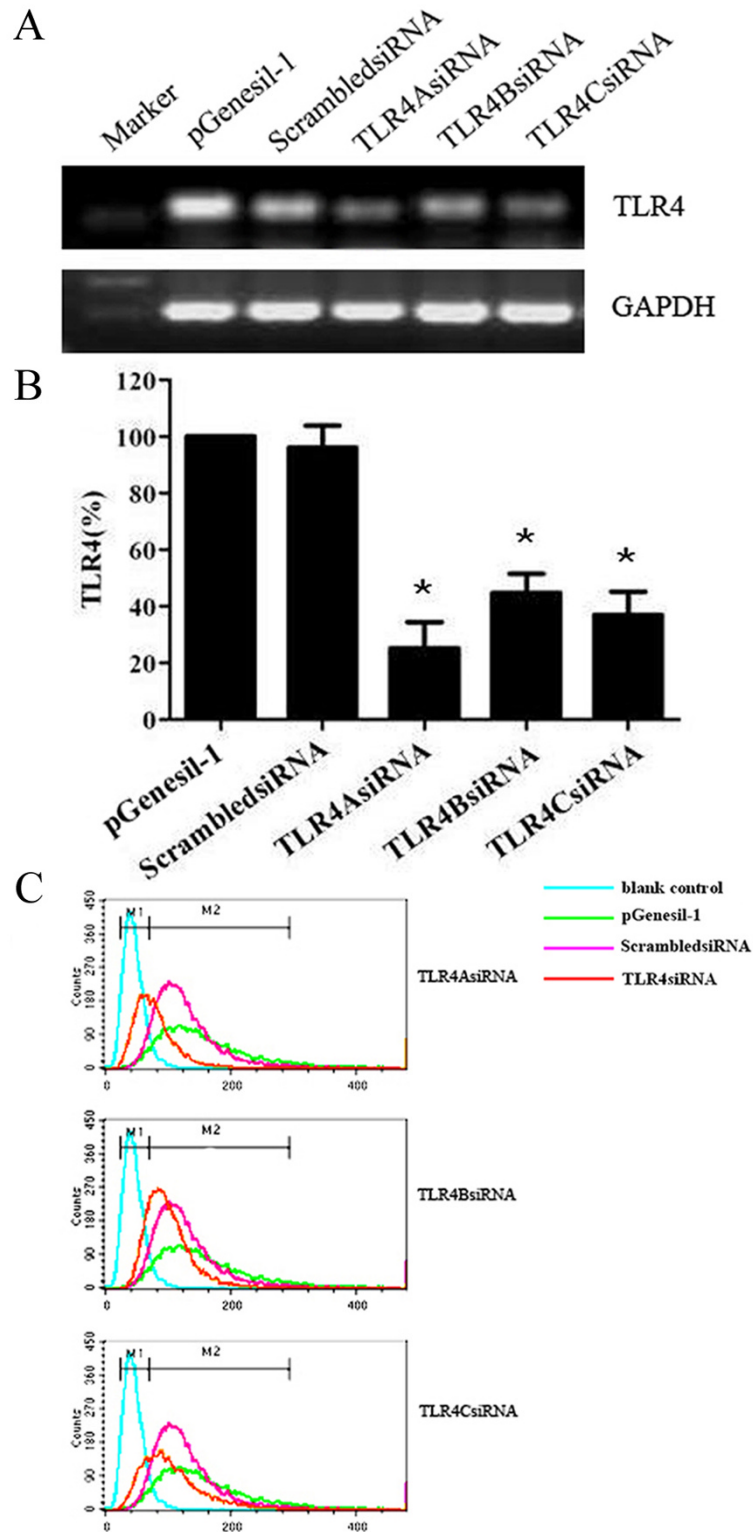 A
Marker
pGenesil-1
ScrambledsiRNA
TLR4AsiRNA
TLR4BsiRNA
TLR4CsiRNA
TLR4
GAPDH
B
TLR4(%)
120
100
80
60
40
20
0
pGenesil-1
ScrambledsiRNA
TLR4AsiRNA
TLR4BsiRNA
TLR4CsiRNA
* * *
C
blank control
pGenesil-1
ScrambledsiRNA
TLR4siRNA
Counts
450
360
270
180
90
0
M1
M2
0 200 400
TLR4AsiRNA
Counts
450
360
270
180
90
0
M1
M2
0 200 400
TLR4BsiRNA
Counts
450
360
270
180
90
0
M1
M2
0 200 400
TLR4CsiRNA